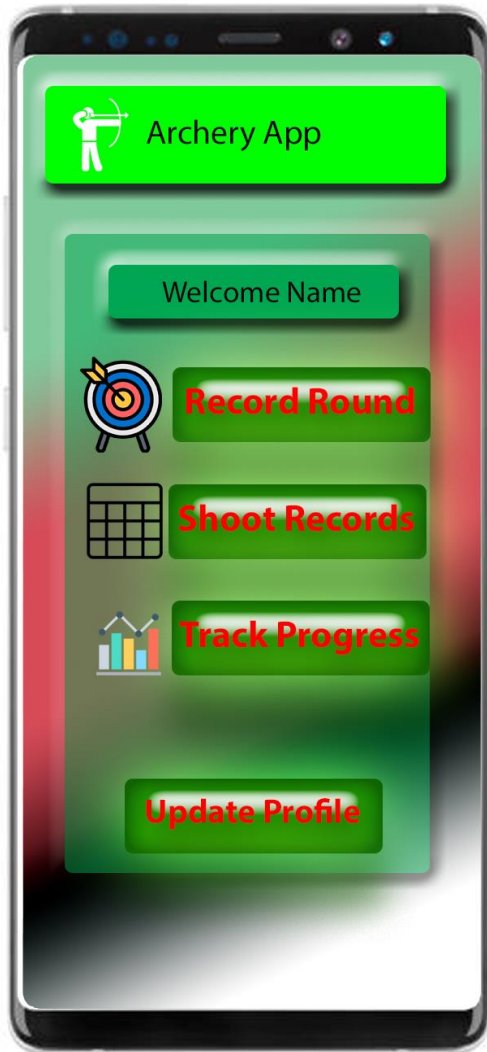 Archery App
Welcome Name
Record Round
Shoot Records
Track Progress
Update Profile